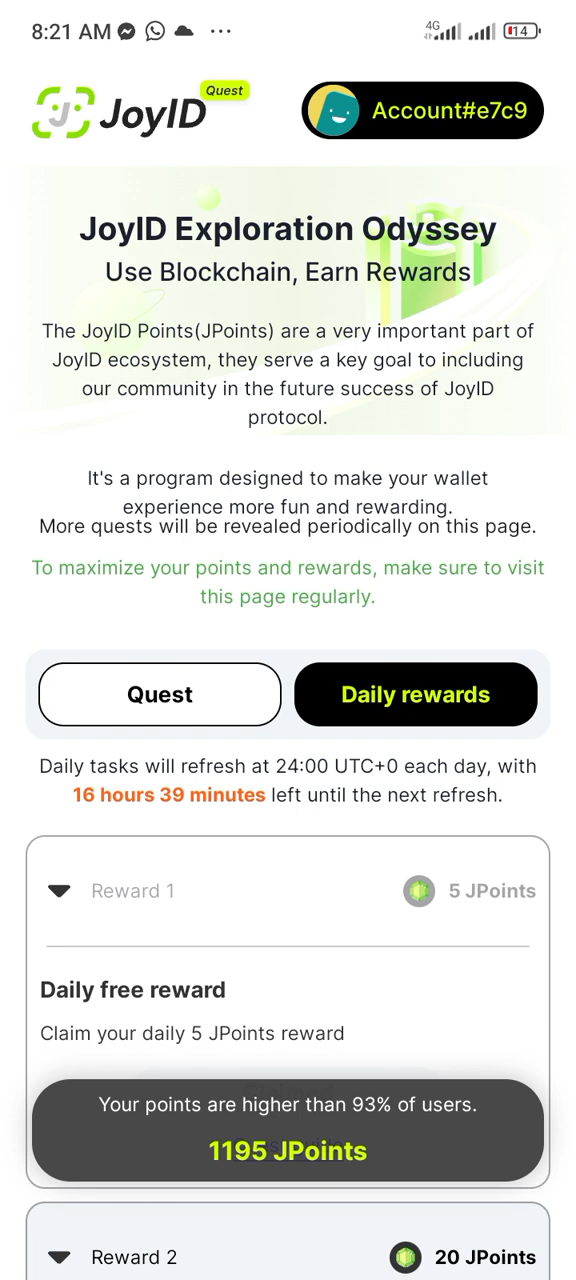 8:21 AM
4G
14
JoyID
Quest
Account#e7c9
JoyID Exploration Odyssey
Use Blockchain, Earn Rewards
The JoyID Points(JPoints) are a very important part of
JoyID ecosystem, they serve a key goal to including
our community in the future success of JoyID
protocol.
It's a program designed to make your wallet
experience more fun and rewarding.
More quests will be revealed periodically on this page.
To maximize your points and rewards, make sure to visit
this page regularly.
Quest
Daily rewards
Daily tasks will refresh at 24:00 UTC+0 each day, with
16 hours 39 minutes left until the next refresh.
Reward 1
5 JPoints
Daily free reward
Claim your daily 5 JPoints reward
Your points are higher than 93% of users.
1195 JPoints
Reward 2
20 JPoints